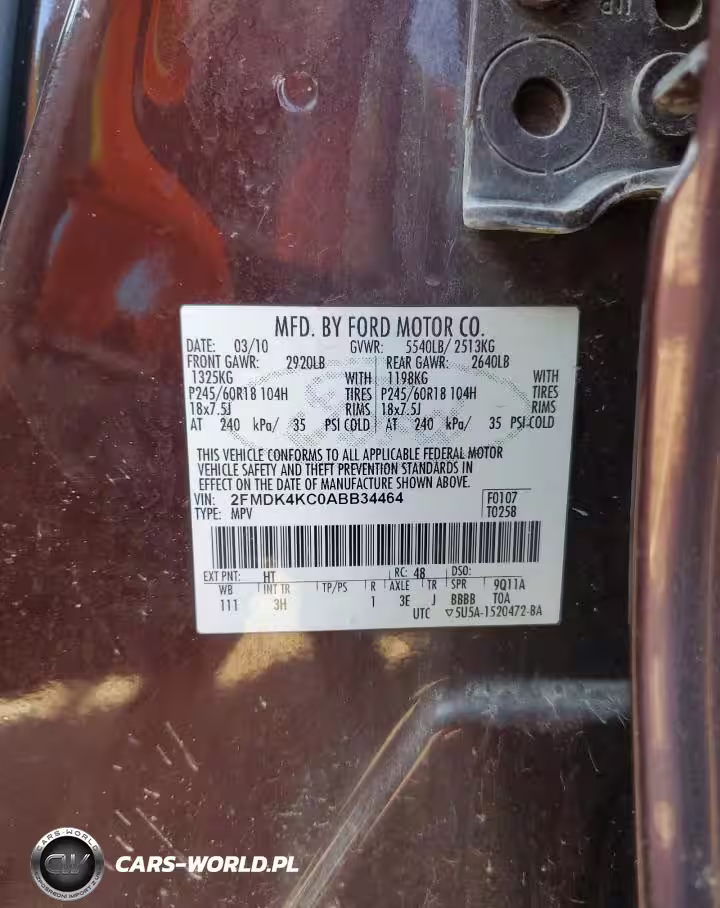 MFD. BY FORD MOTOR CO.
DATE: 03/10 GVWR: 5540LB/ 2513KG
FRONT GAWR: 2920LB REAR GAWR: 2640LB
1325KG WITH 1198KG WITH
P245/60R18 104H TIRES P245/60R18 104H TIRES
18x7.5J RIMS 18x7.5J RIMS
AT 240 kPa/ 35 PSI COLD AT 240 kPa/ 35 PSI COLD
THIS VEHICLE CONFORMS TO ALL APPLICABLE FEDERAL MOTOR
VEHICLE SAFETY AND THEFT PREVENTION STANDARDS IN
EFFECT ON THE DATE OF MANUFACTURE SHOWN ABOVE.
VIN: 2FMDK4KC0ABB34464 F0107
TYPE: MPV T0258
EXT PNT: HT RC: 48 DSO:
WB INT TR TP/PS R AXLE TR SPR 9Q11A
111 3H 1 3E J BBBB T0A
UTC ▽5U5A-1520472-BA
CARS-WORLD
CW
CARS-WORLD.PL